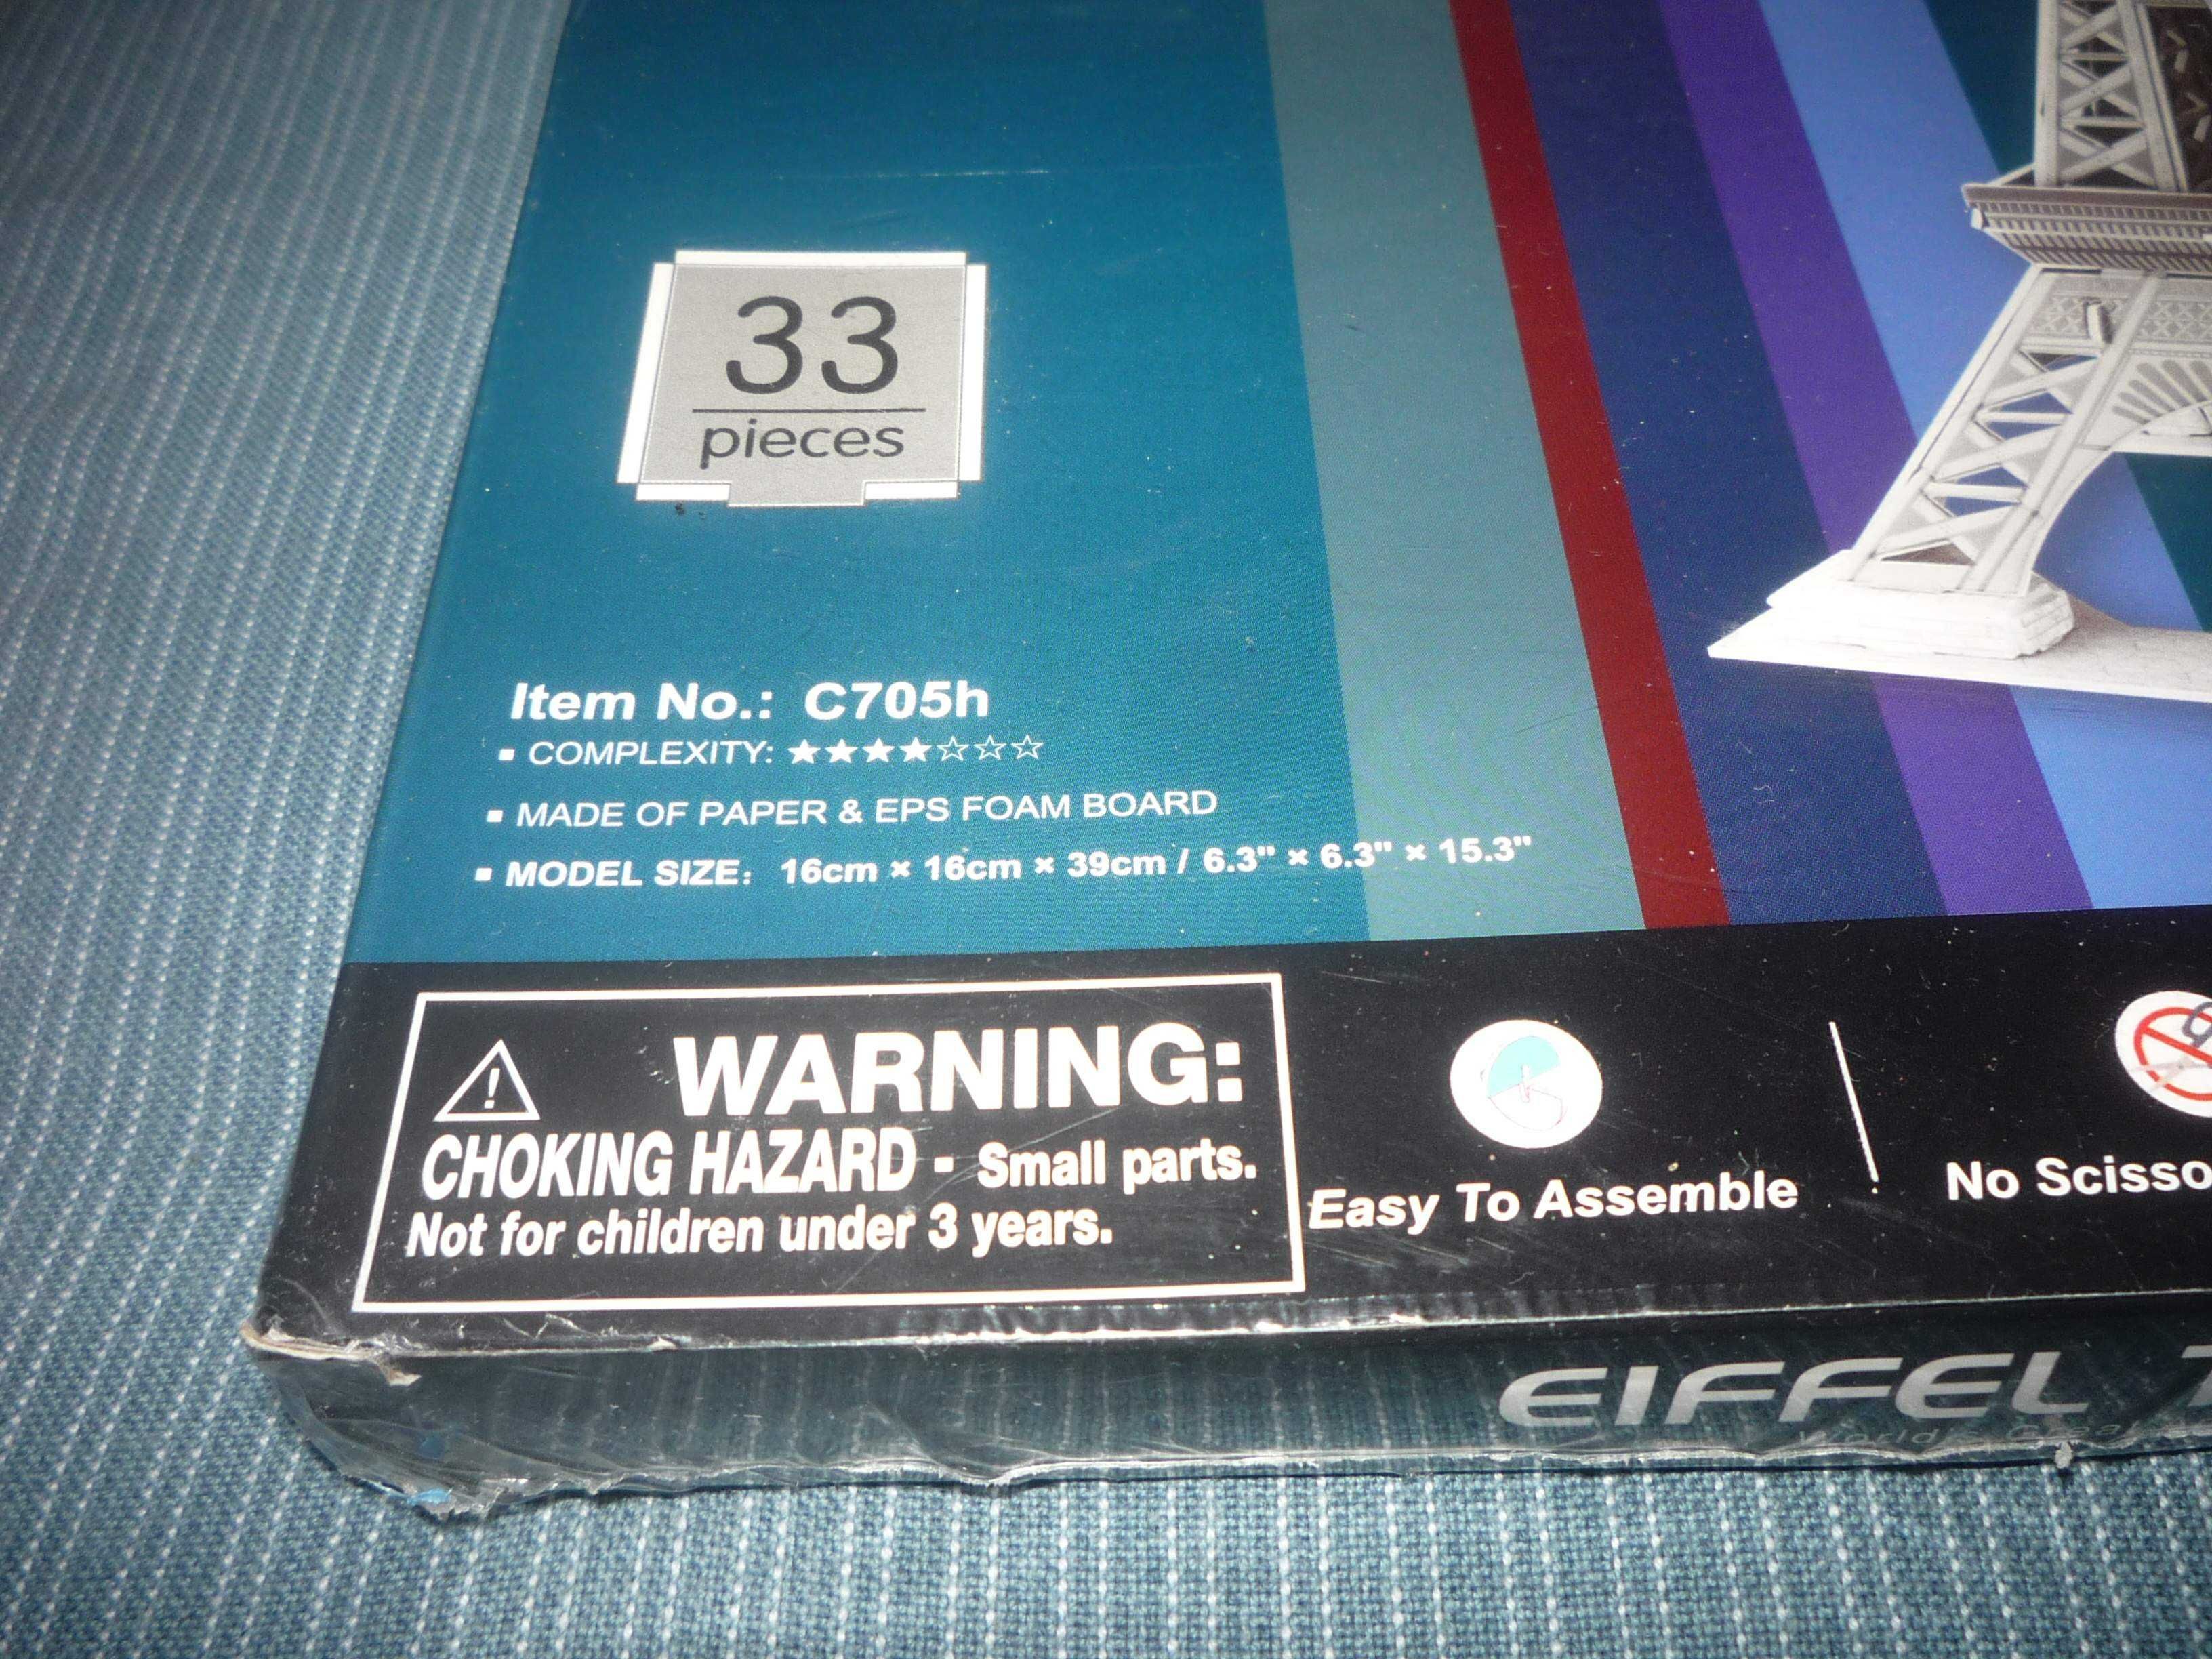 33
pieces
Item No.: C705h
▪ COMPLEXITY: ★★★★☆☆☆
▪ MADE OF PAPER & EPS FOAM BOARD
▪ MODEL SIZE: 16cm × 16cm × 39cm / 6.3" × 6.3" × 15.3"
WARNING:
CHOKING HAZARD - Small parts.
Not for children under 3 years.
Easy To Assemble
No
EIFFEL
World's